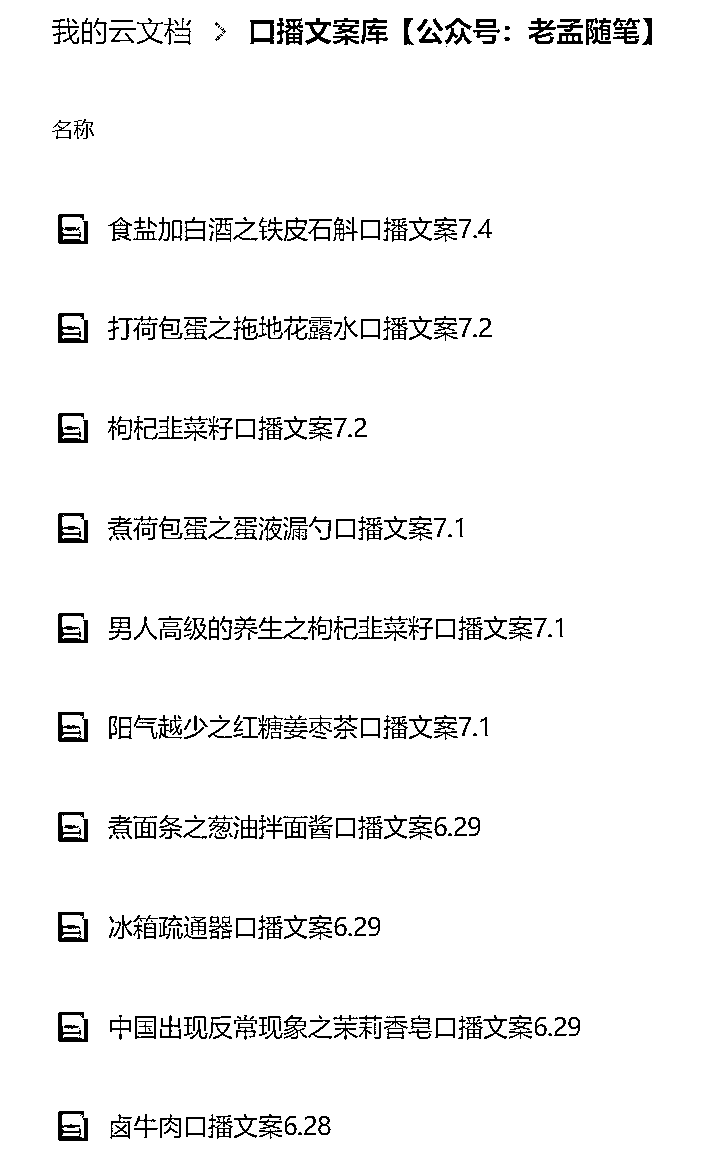 我的云文档 > 口播文案库【公众号：老孟随笔】
名称
食盐加白酒之铁皮石斛口播文案7.4
打荷包蛋之拖地花露水口播文案7.2
枸杞韭菜籽口播文案7.2
煮荷包蛋之蛋液漏勺口播文案7.1
男人高级的养生之枸杞韭菜籽口播文案7.1
阳气越少之红糖姜枣茶口播文案7.1
煮面条之葱油拌面酱口播文案6.29
冰箱疏通器口播文案6.29
中国出现反常现象之茉莉香皂口播文案6.29
卤牛肉口播文案6.28